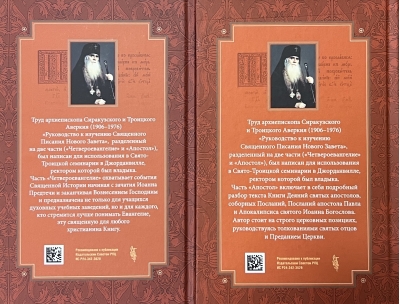 Труд архиепископа Сиракузского и Троицкого
Аверкия (1906–1976)
«Руководство к изучению Священного
Писания Нового Завета», разделенный
на две части («Четвероевангелие» и «Апостол»),
был написан для использования в
Свято-Троицкой семинарии в Джорданвилле,
ректором которой был владыка.
Часть «Четвероевангелие» охватывает события
Священной Истории начиная с зачатия Иоанна
Предтечи и заканчивая Вознесением Господним
и предназначена не только для учащихся
духовных учебных заведений, но и для каждого,
кто стремится лучше понимать Евангелие,
эту священную для любого
христианина Книгу.
Рекомендовано к публикации
Издательским Советом РПЦ
Труд архиепископа Сиракузского
и Троицкого Аверкия (1906–1976)
«Руководство к изучению
Священного Писания Нового Завета»,
разделенный на две части («Четвероевангелие»
и «Апостол»), был написан для использования
в Свято-Троицкой семинарии в Джорданвилле,
ректором которой был владыка.
Часть «Апостол» включает в себя подробный
разбор текста Книги Деяний святых апостолов,
соборных Посланий, Посланий апостола Павла
и Апокалипсиса святого Иоанна Богослова.
Автор стоит на строго церковных позициях,
руководствуясь толкованиями святых отцов
и Преданием Церкви.
Рекомендовано к публикации
Издательским Советом РПЦ